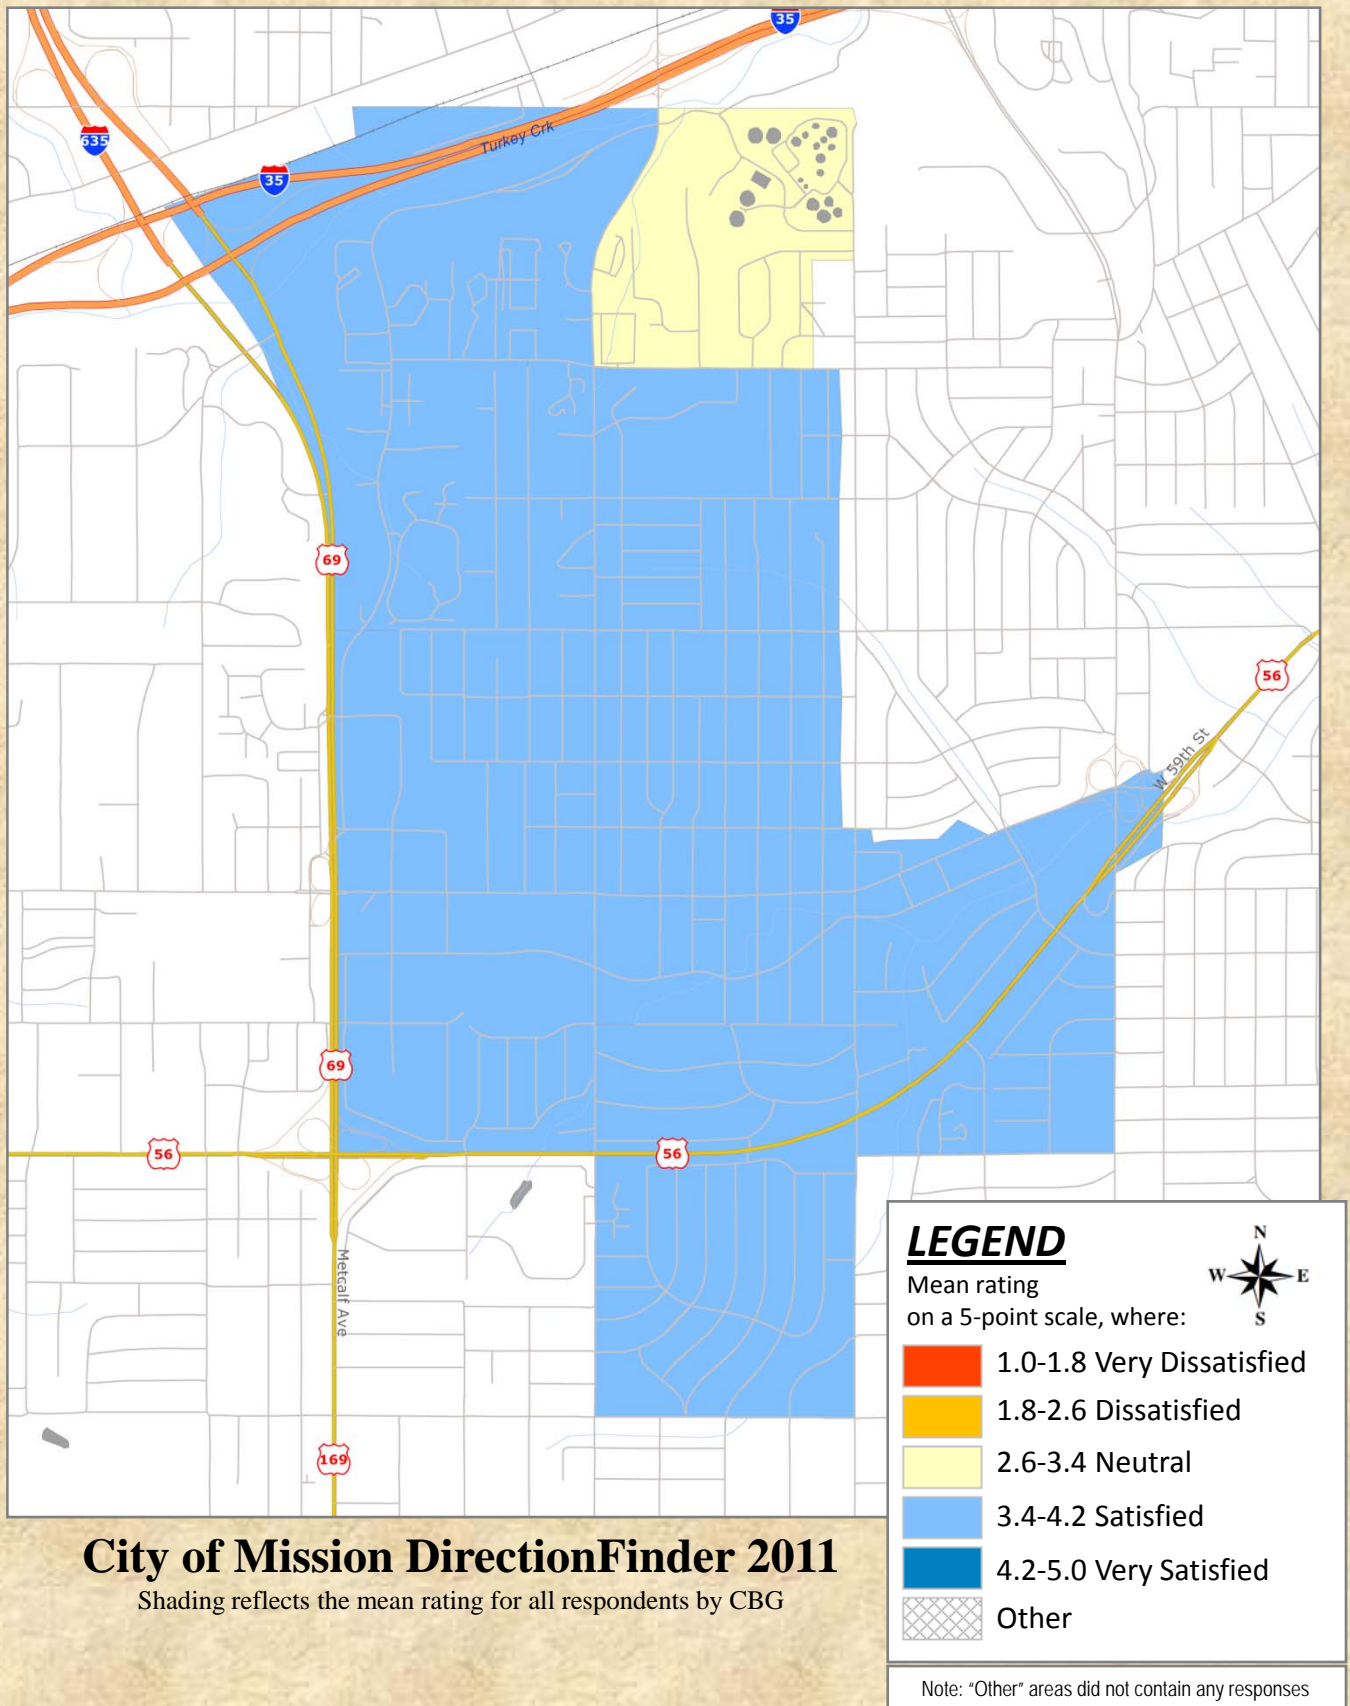 35
635
35
Turkey Crk
69
56
W 59th St
69
56
56
Metcalf Ave
169
LEGEND
Mean rating
on a 5-point scale, where:
N
W E
S
1.0-1.8 Very Dissatisfied
1.8-2.6 Dissatisfied
2.6-3.4 Neutral
3.4-4.2 Satisfied
4.2-5.0 Very Satisfied
Other
Note: “Other” areas did not contain any responses
City of Mission DirectionFinder 2011
Shading reflects the mean rating for all respondents by CBG